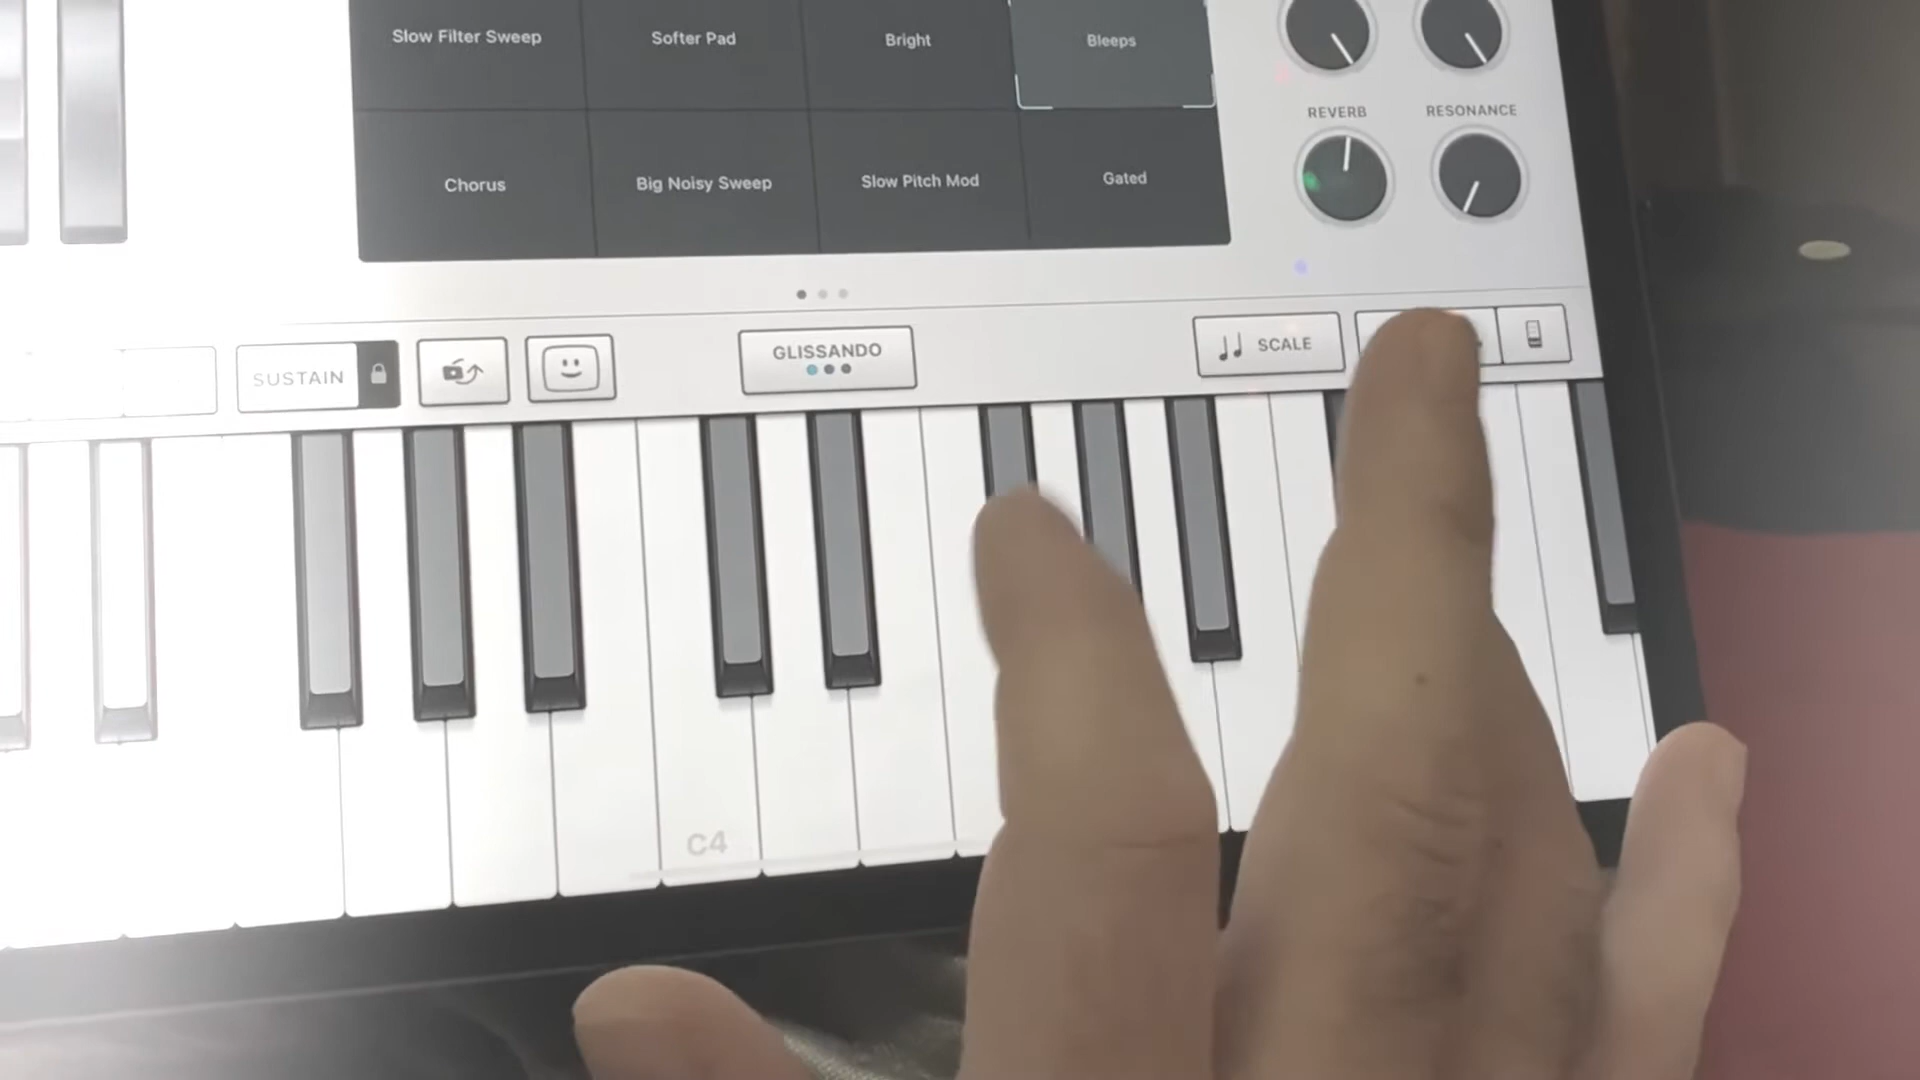 Slow Filter Sweep
Softer Pad
Bright
Bleeps
Chorus
Big Noisy Sweep
Slow Pitch Mod
Gated
REVERB
RESONANCE
SUSTAIN
GLISSANDO
SCALE
C4